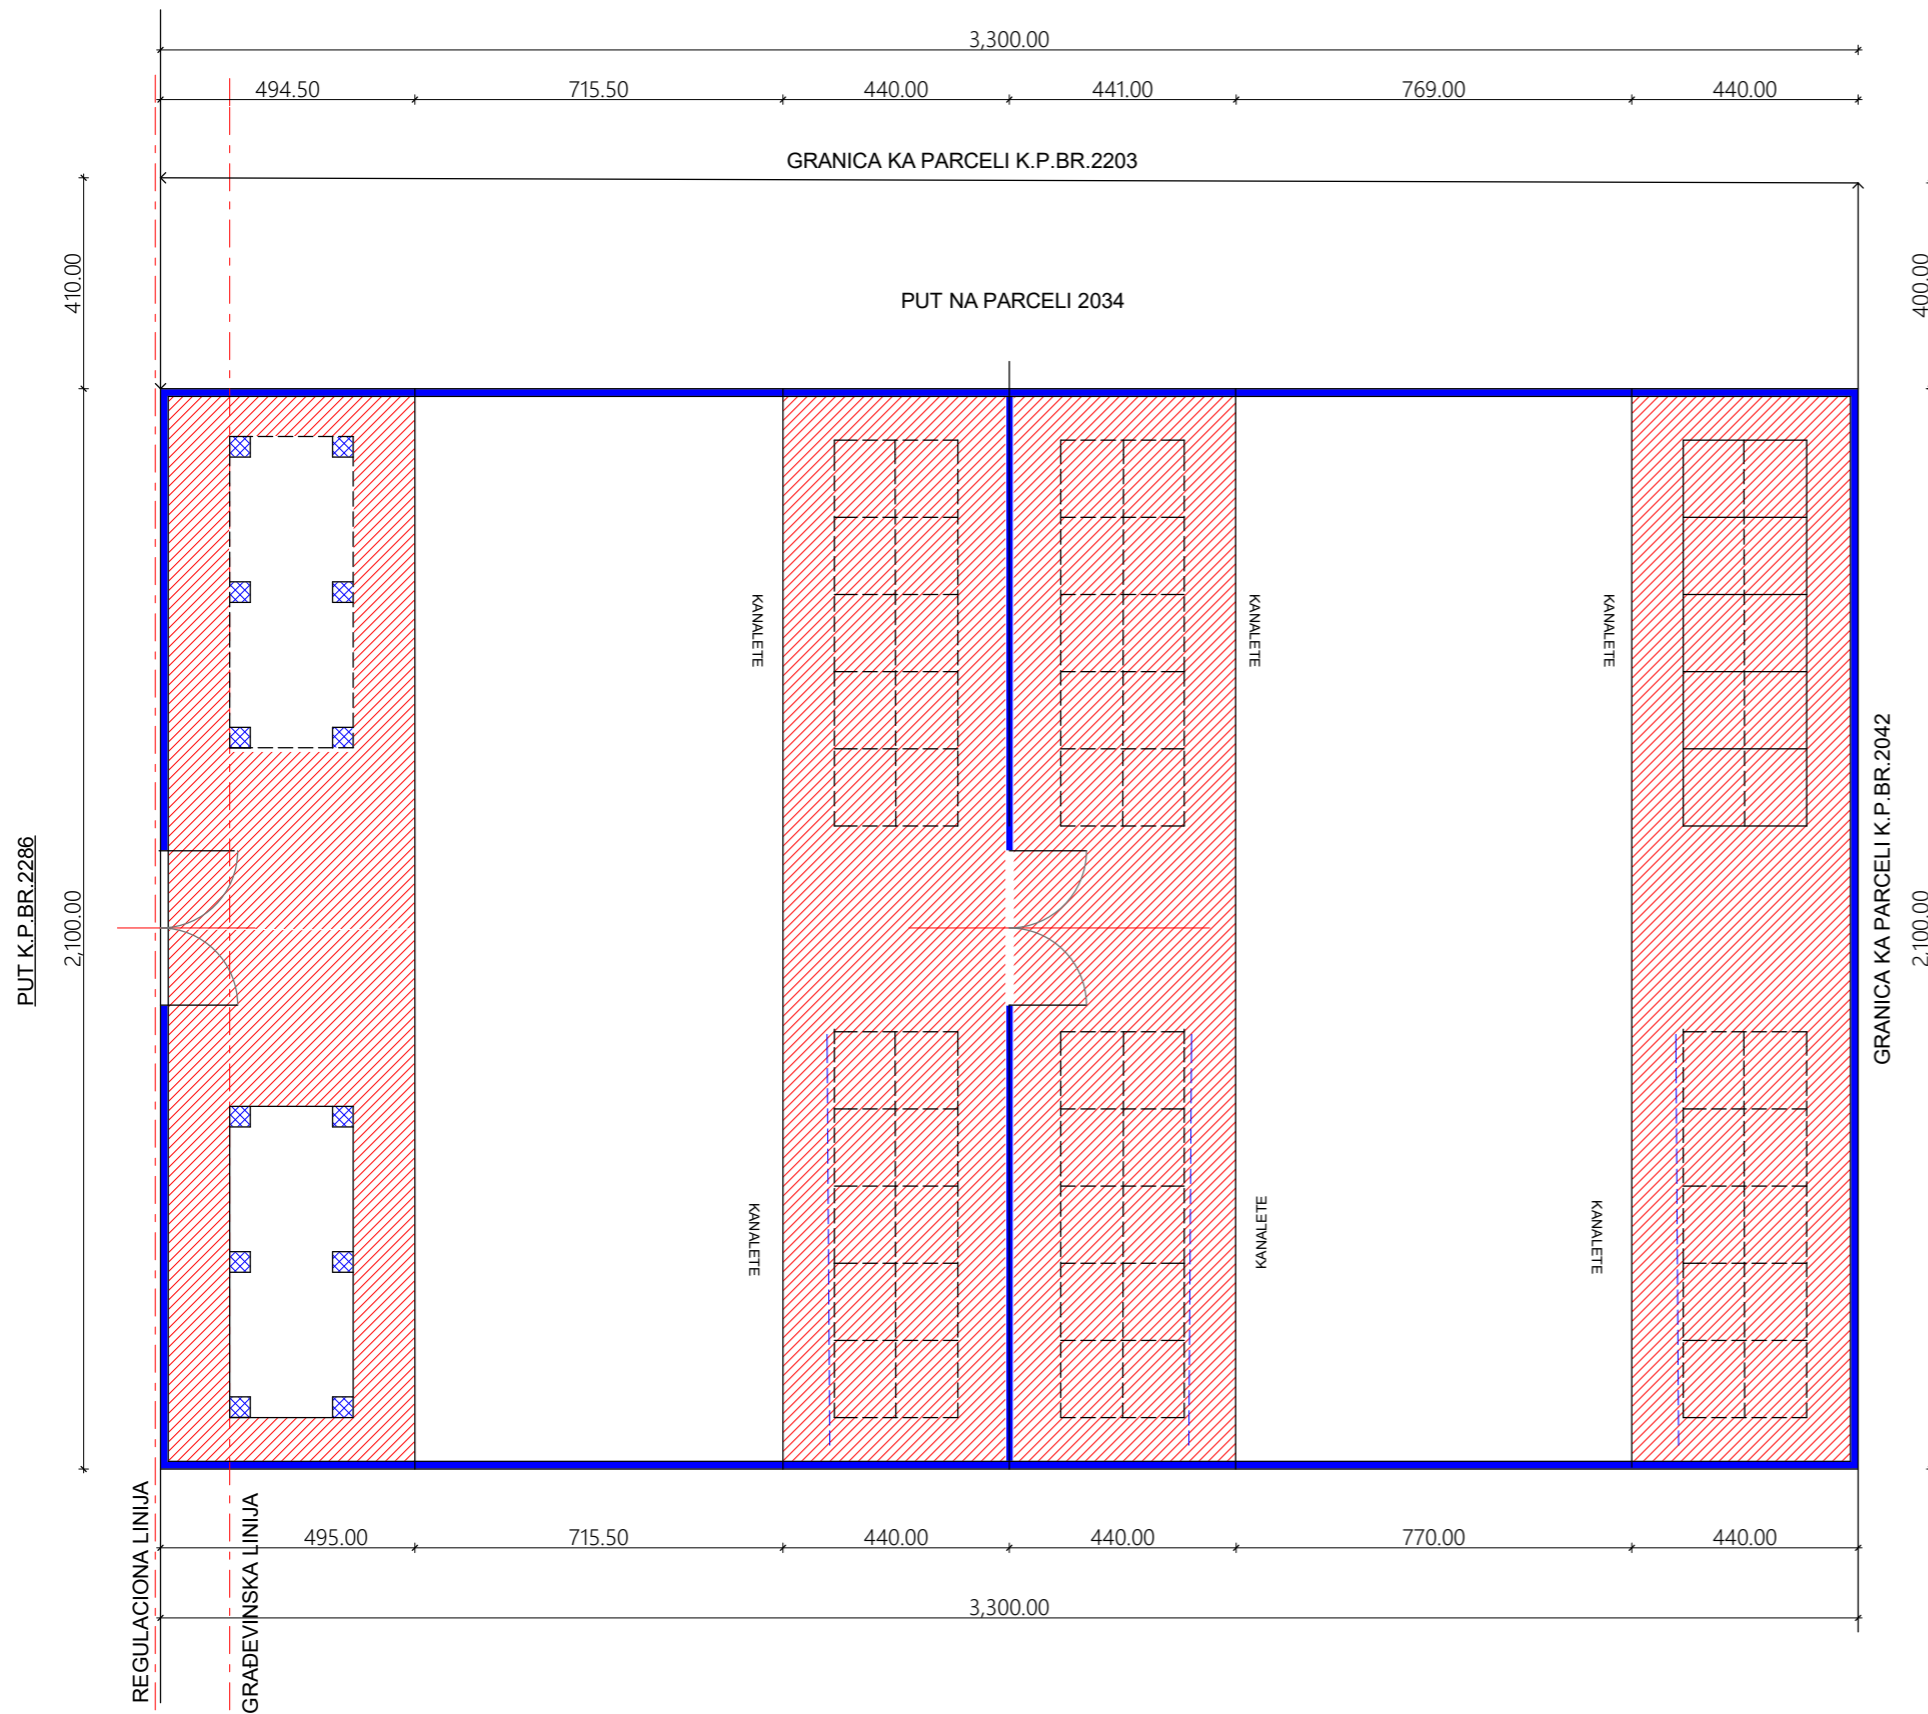 3,300.00
494.50
715.50
440.00
441.00
769.00
440.00
GRANICA KA PARCELI K.P.BR.2203
410.00
400.00
PUT NA PARCELI 2034
KANALETE
KANALETE
KANALETE
PUT K.P.BR.2286
2,100.00
GRANICA KA PARCELI K.P.BR.2042
2,100.00
KANALETE
KANALETE
KANALETE
REGULACIONA LINIJA
GRAĐEVINSKA LINIJA
495.00
715.50
440.00
440.00
770.00
440.00
3,300.00